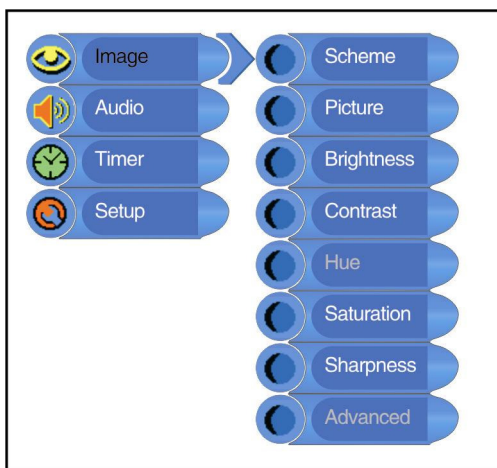 Image
Audio
Timer
Setup
Scheme
Picture
Brightness
Contrast
Hue
Saturation
Sharpness
Advanced